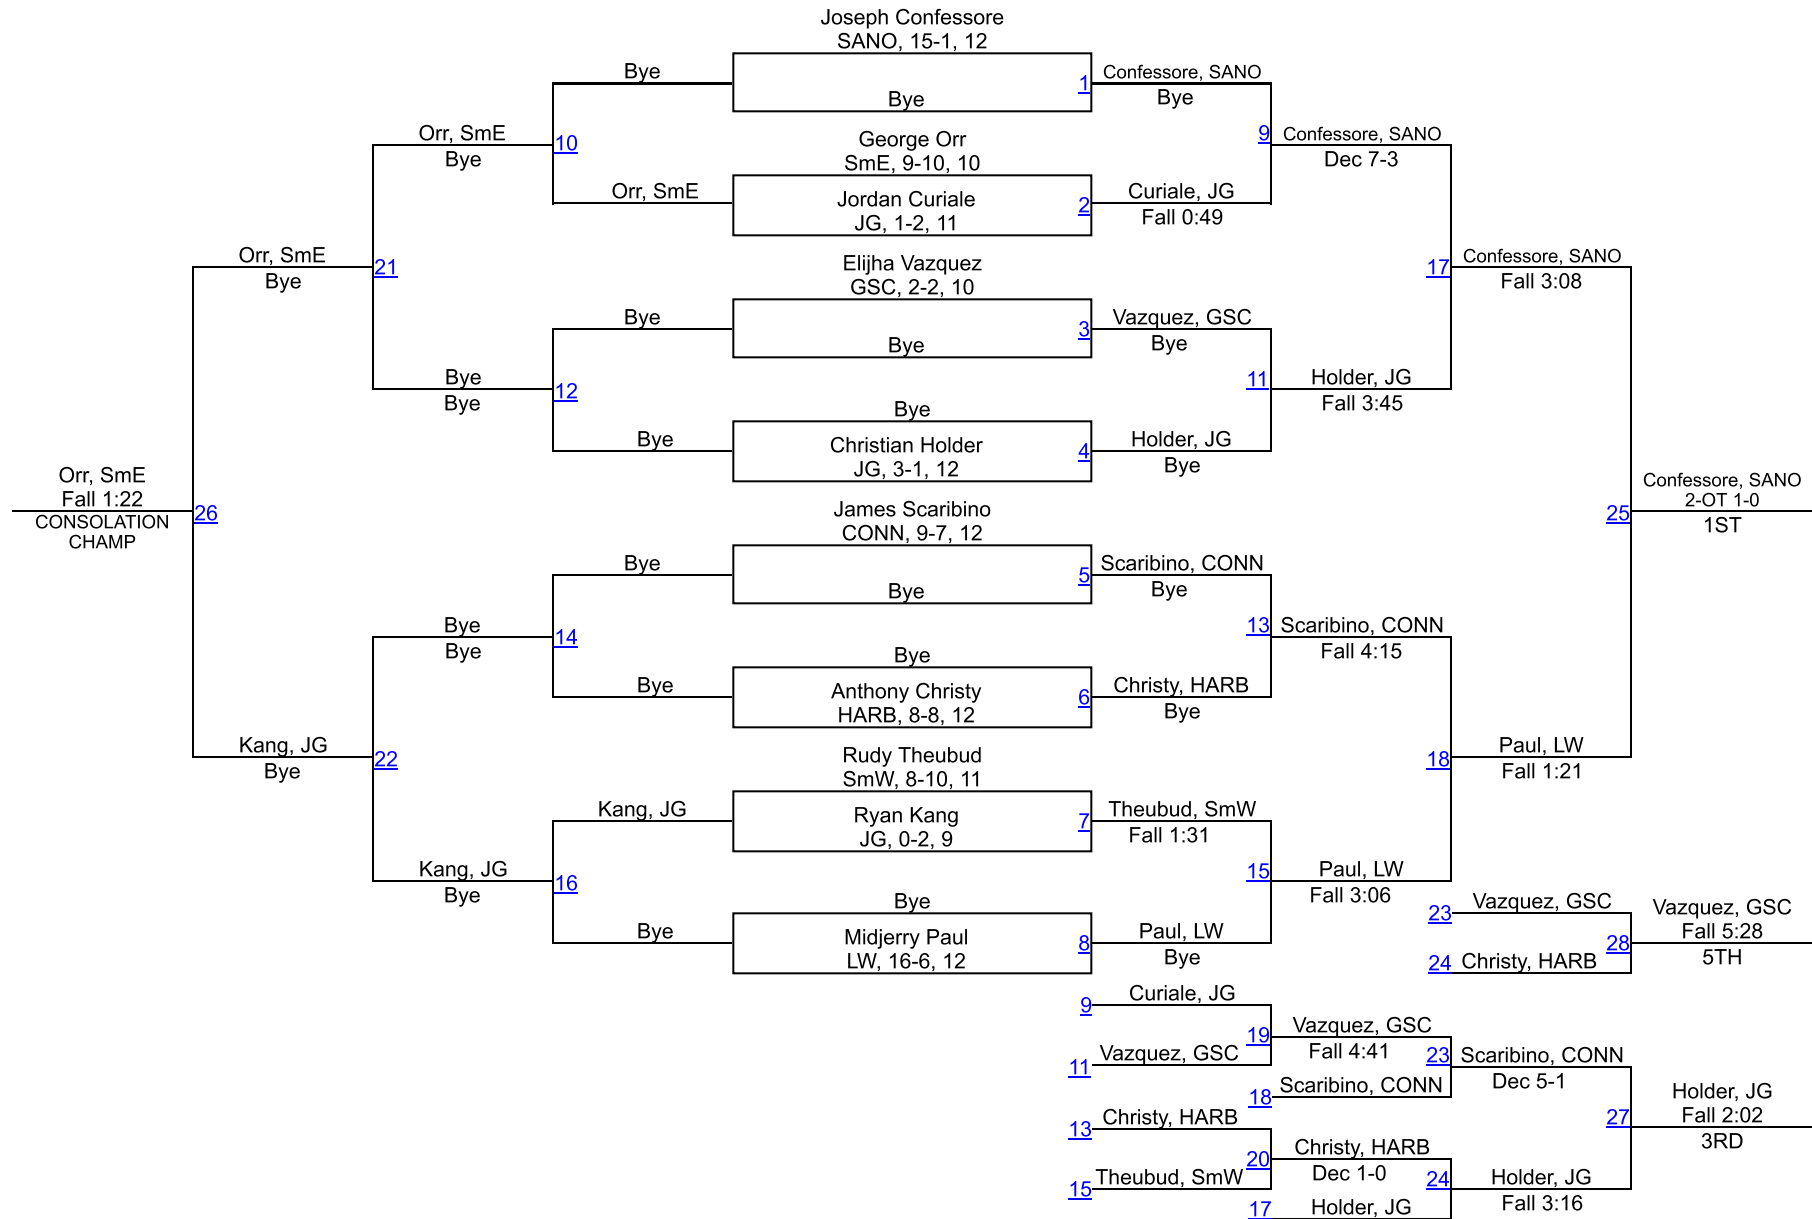 Joseph Confessore
SANO, 15-1, 12
Bye
1
Confessore, SANO
Bye
Bye
George Orr
SmE, 9-10, 10
Orr, SmE
Bye
10
9
Confessore, SANO
Dec 7-3
Orr, SmE
Jordan Curiale
JG, 1-2, 11
2
Curiale, JG
Fall 0:49
Orr, SmE
Bye
21
Elijha Vazquez
GSC, 2-2, 10
17
Confessore, SANO
Fall 3:08
Bye
Bye
3
Vazquez, GSC
Bye
Bye
Bye
12
11
Holder, JG
Fall 3:45
Bye
Bye
Christian Holder
JG, 3-1, 12
4
Holder, JG
Bye
Orr, SmE
Fall 1:22
CONSOLATION
CHAMP
26
James Scaribino
CONN, 9-7, 12
25
Confessore, SANO
2-OT 1-0
1ST
Bye
Bye
5
Scaribino, CONN
Bye
Bye
Bye
14
13
Scaribino, CONN
Fall 4:15
Bye
Bye
Anthony Christy
HARB, 8-8, 12
6
Christy, HARB
Bye
Kang, JG
Bye
22
Rudy Theubud
SmW, 8-10, 11
18
Paul, LW
Fall 1:21
Kang, JG
Ryan Kang
JG, 0-2, 9
7
Theubud, SmW
Fall 1:31
Kang, JG
Bye
16
15
Paul, LW
Fall 3:06
Bye
Bye
Midjerry Paul
LW, 16-6, 12
8
Paul, LW
Bye
23
Vazquez, GSC
24
Christy, HARB
28
Vazquez, GSC
Fall 5:28
5TH
9
Curiale, JG
11
Vazquez, GSC
19
Vazquez, GSC
Fall 4:41
18
Scaribino, CONN
23
Scaribino, CONN
Dec 5-1
13
Christy, HARB
15
Theubud, SmW
20
Christy, HARB
Dec 1-0
17
Holder, JG
24
Holder, JG
Fall 3:16
27
Holder, JG
Fall 2:02
3RD